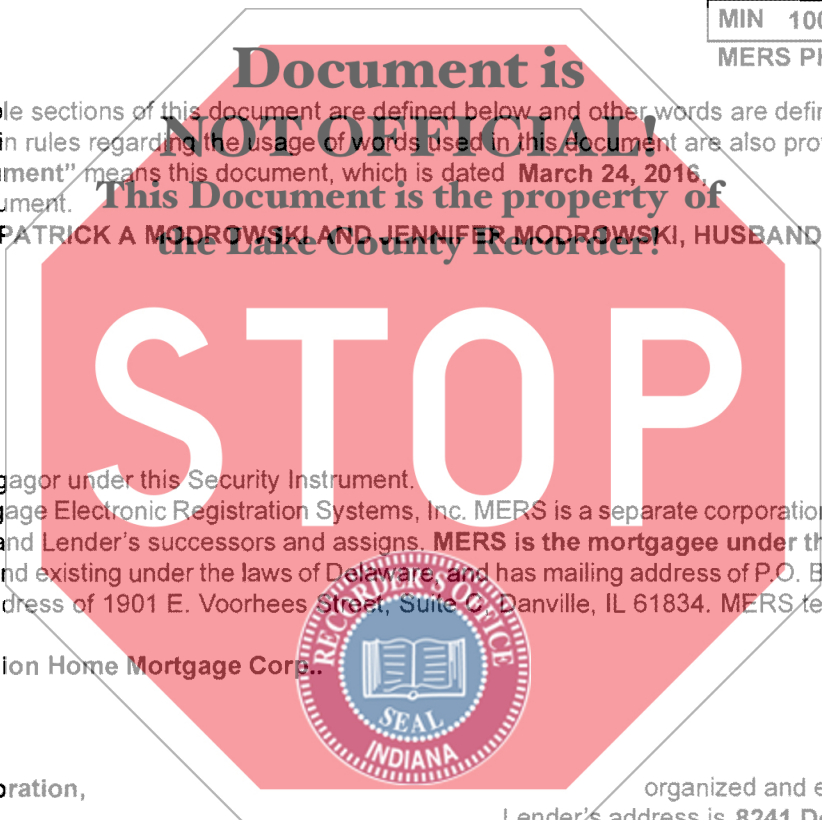 MIN 100
MERS Ph
Document is
NOT OFFICIAL!
This Document is the property of
the Lake County Recorder!
le sections of this document are defined below and other words are defin
in rules regarding the usage of words used in this document are also pro
ment” means this document, which is dated March 24, 2016,
ument.
PATRICK A MODROWSKI AND JENNIFER MODROWSKI, HUSBAND
STOP
gagor under this Security Instrument.
gage Electronic Registration Systems, Inc. MERS is a separate corporation
and Lender’s successors and assigns. MERS is the mortgagee under th
nd existing under the laws of Delaware, and has mailing address of P.O. B
dress of 1901 E. Voorhees Street, Suite C, Danville, IL 61834. MERS te
ion Home Mortgage Corp..
RECORDER'S OFFICE
SEAL
INDIANA
oration,
organized and e
Lender’s address is 8241 D